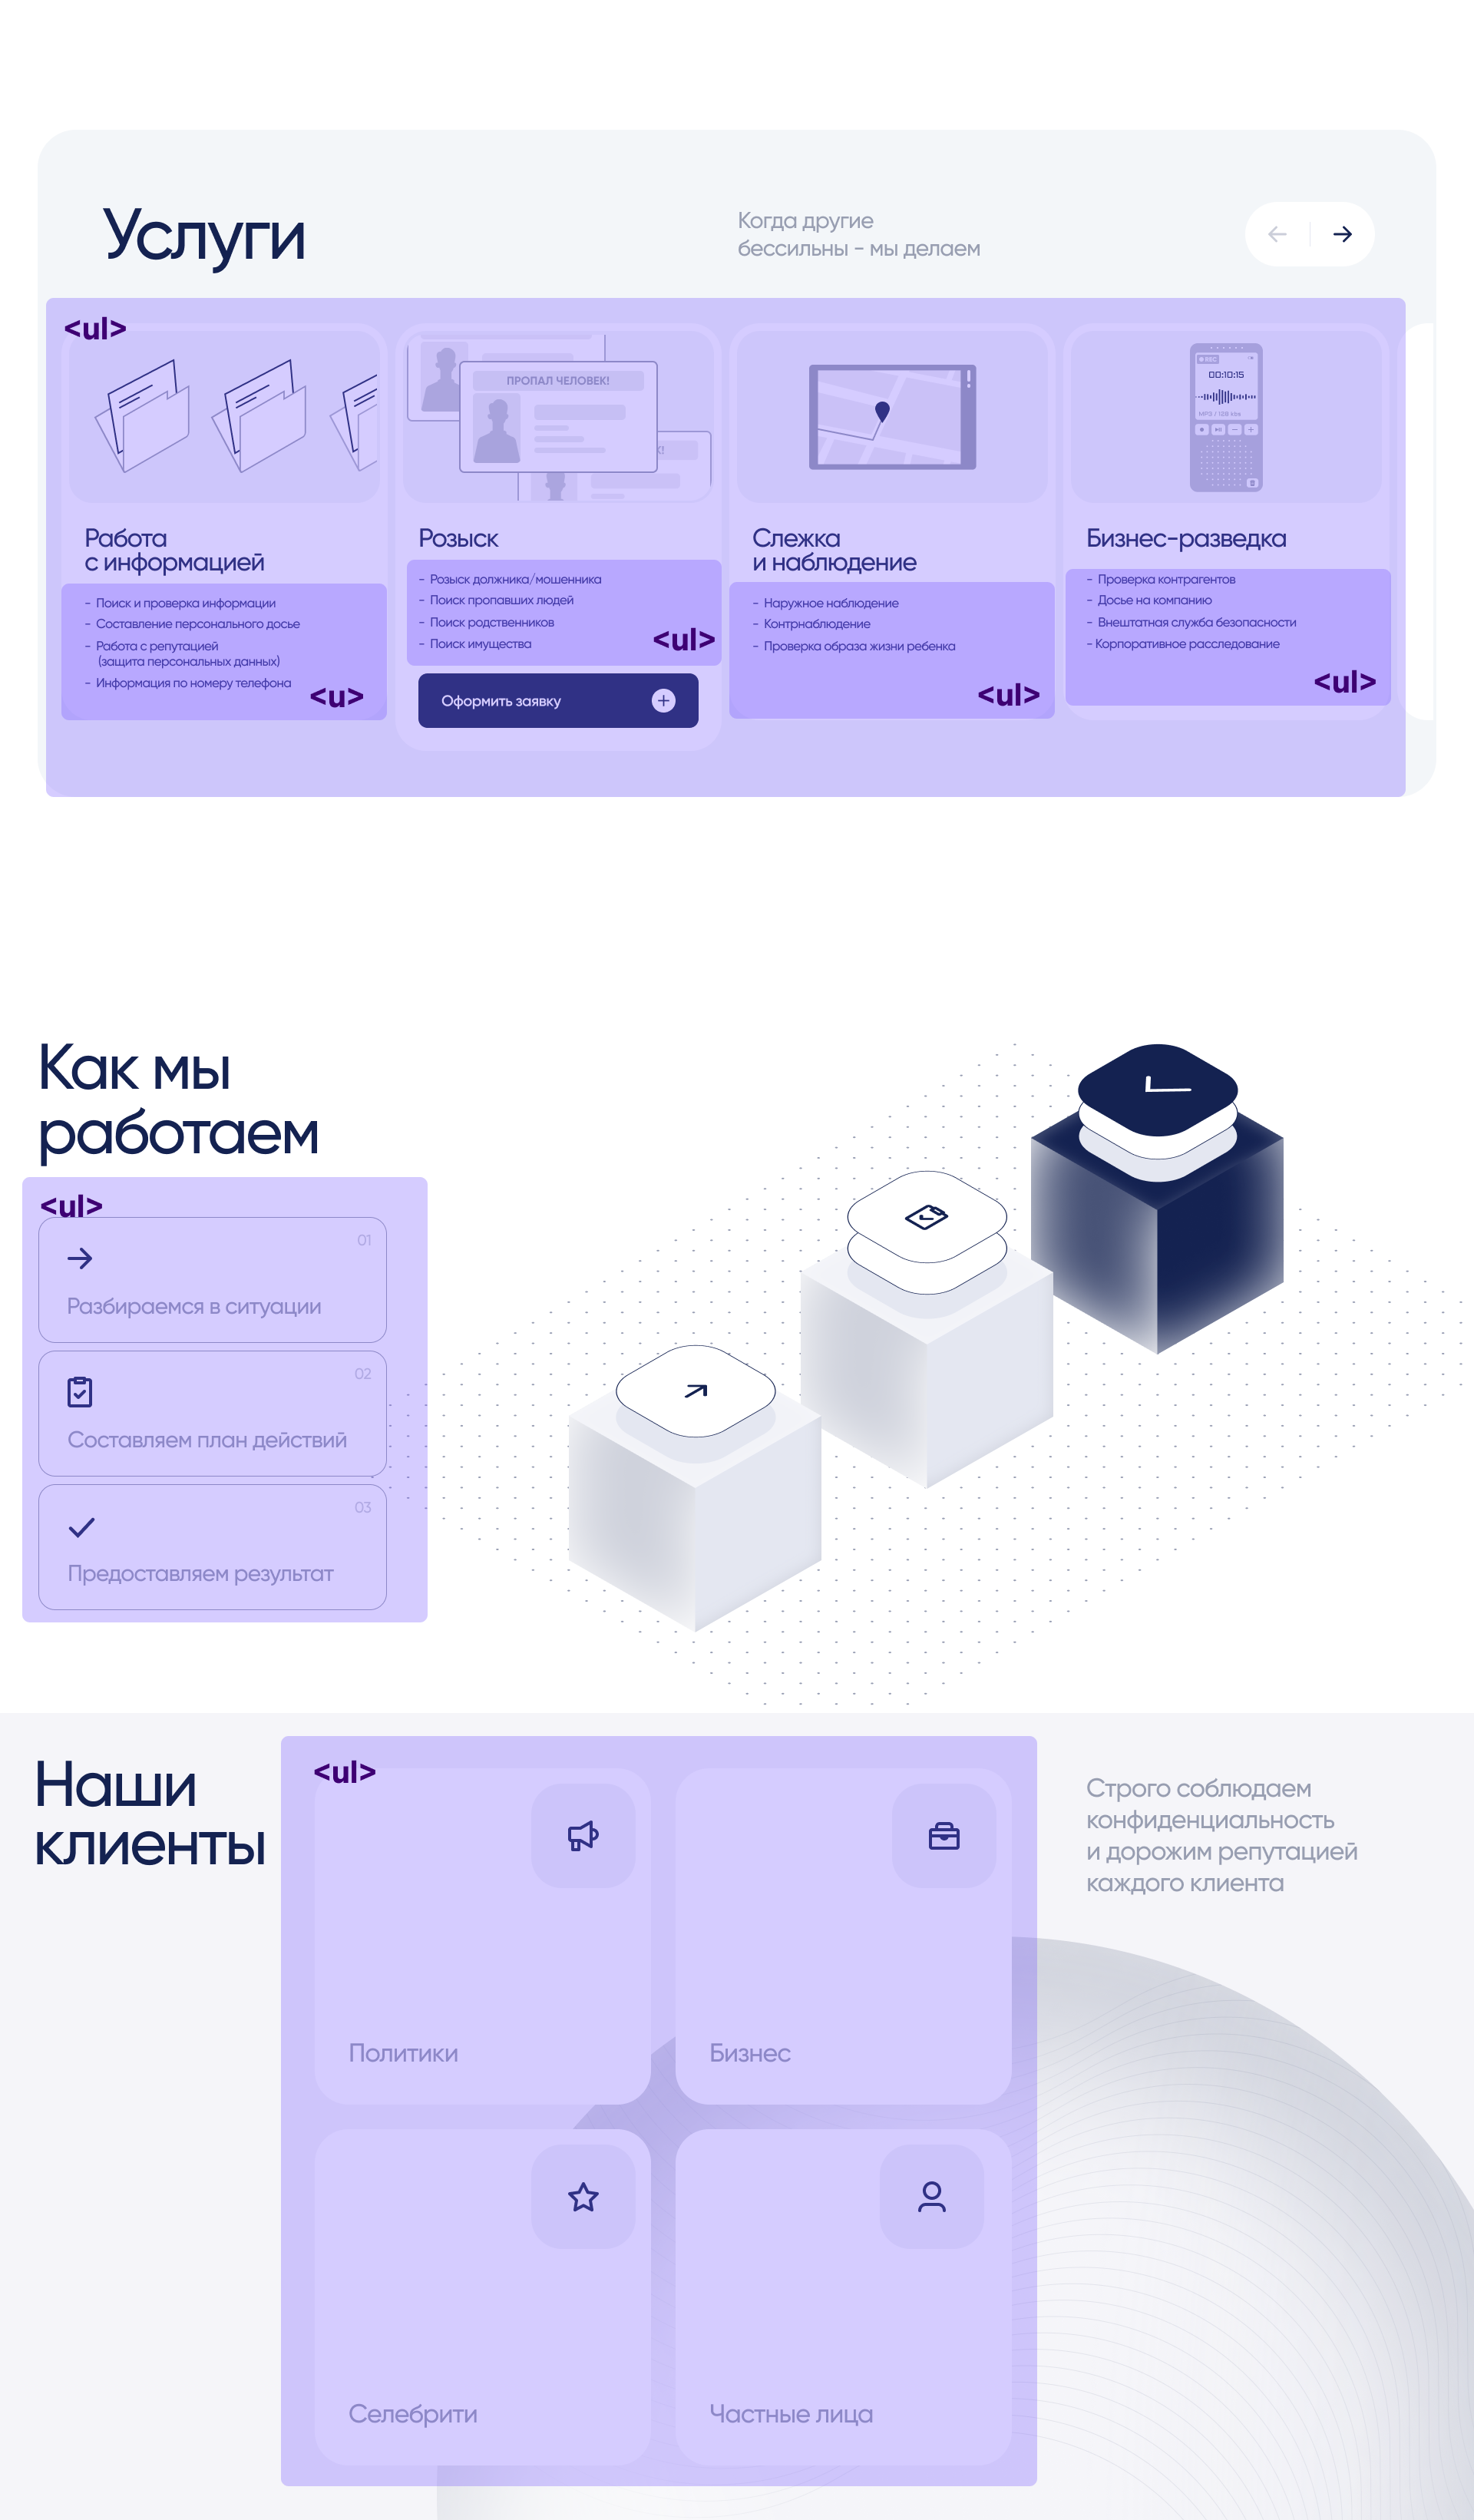 Услуги
Когда другие
бессильны - мы делаем
<ul>
ПРОПАЛ ЧЕЛОВЕК!
К!
REC
00:10:15
MP3 / 128 kbs
Работа
с информацией
- Поиск и проверка информации
- Составление персонального досье
- Работа с репутацией
(защита персональных данных)
- Информация по номеру телефона
<u>
Розыск
- Розыск должника/мошенника
- Поиск пропавших людей
- Поиск родственников
- Поиск имущества
<ul>
Оформить заявку
Слежка
и наблюдение
- Наружное наблюдение
- Контрнаблюдение
- Проверка образа жизни ребенка
<ul>
Бизнес-разведка
- Проверка контрагентов
- Досье на компанию
- Внештатная служба безопасности
- Корпоративное расследование
<ul>
Как мы
работаем
<ul>
01
Разбираемся в ситуации
02
Составляем план действий
03
Предоставляем результат
Наши
клиенты
<ul>
Политики
Бизнес
Селебрити
Частные лица
Строго соблюдаем
конфиденциальность
и дорожим репутацией
каждого клиента